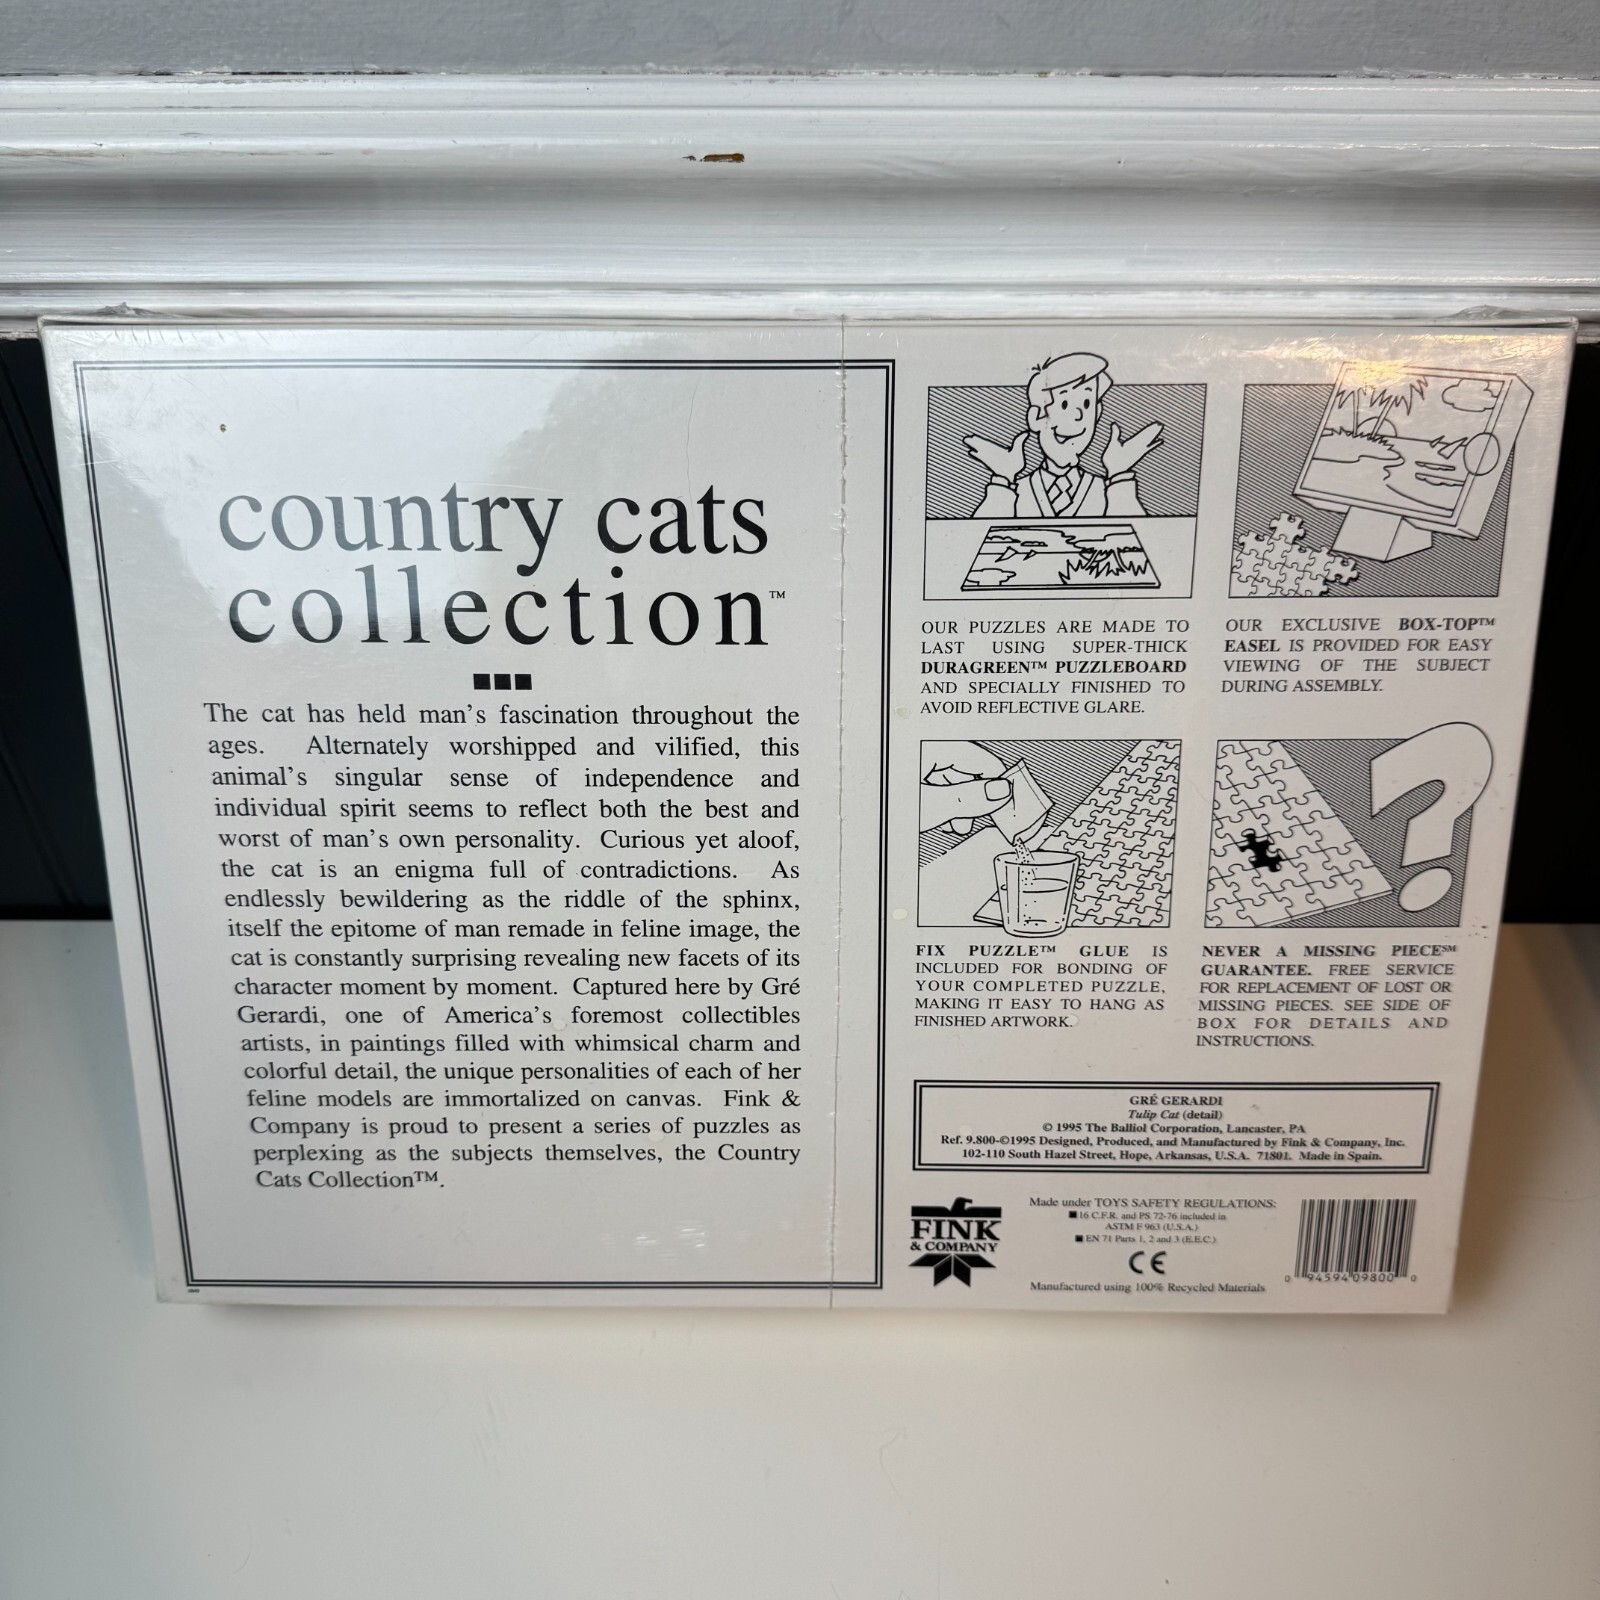 country cats
collection™
The cat has held man's fascination throughout the
ages. Alternately worshipped and vilified, this
animal's singular sense of independence and
individual spirit seems to reflect both the best and
worst of man's own personality. Curious yet aloof,
the cat is an enigma full of contradictions. As
endlessly bewildering as the riddle of the sphinx,
itself the epitome of man remade in feline image, the
cat is constantly surprising revealing new facets of its
character moment by moment. Captured here by Gré
Gerardi, one of America's foremost collectibles
artists, in paintings filled with whimsical charm and
colorful detail, the unique personalities of each of her
feline models are immortalized on canvas. Fink &
Company is proud to present a series of puzzles as
perplexing as the subjects themselves, the Country
Cats Collection™.
OUR PUZZLES ARE MADE TO
LAST USING SUPER-THICK
DURAGREEN™ PUZZLEBOARD
AND SPECIALLY FINISHED TO
AVOID REFLECTIVE GLARE.
OUR EXCLUSIVE BOX-TOP™
EASEL IS PROVIDED FOR EASY
VIEWING OF THE SUBJECT
DURING ASSEMBLY.
FIX PUZZLE™ GLUE IS
INCLUDED FOR BONDING OF
YOUR COMPLETED PUZZLE,
MAKING IT EASY TO HANG AS
FINISHED ARTWORK.
NEVER A MISSING PIECE℠
GUARANTEE. FREE SERVICE
FOR REPLACEMENT OF LOST OR
MISSING PIECES. SEE SIDE OF
BOX FOR DETAILS AND
INSTRUCTIONS.
GRÉ GERARDI
Tulip Cat (detail)
© 1995 The Balliol Corporation, Lancaster, PA
Ref. 9.800-©1995 Designed, Produced, and Manufactured by Fink & Company, Inc.
102-110 South Hazel Street, Hope, Arkansas, U.S.A. 71801. Made in Spain.
FINK
& COMPANY
Made under TOYS SAFETY REGULATIONS:
■ 16 C.F.R. and PS 72-76 included in
ASTM F 963 (U.S.A.)
■ EN 71 Parts 1, 2 and 3 (E.E.C.)
CE
Manufactured using 100% Recycled Materials
0 94594 09800 0